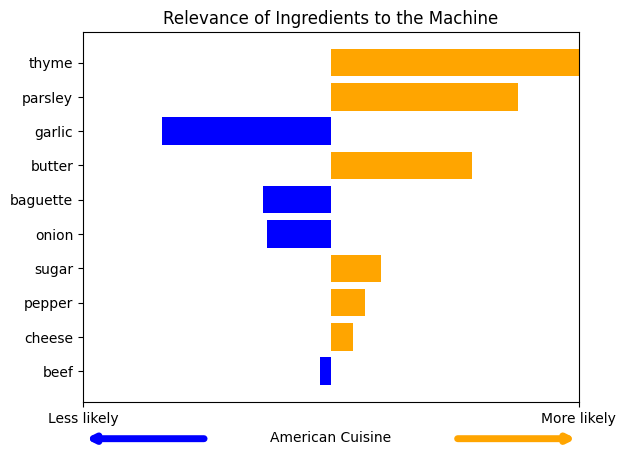 Relevance of Ingredients to the Machine
thyme
parsley
garlic
butter
baguette
onion
sugar
pepper
cheese
beef
Less likely
More likely
American Cuisine